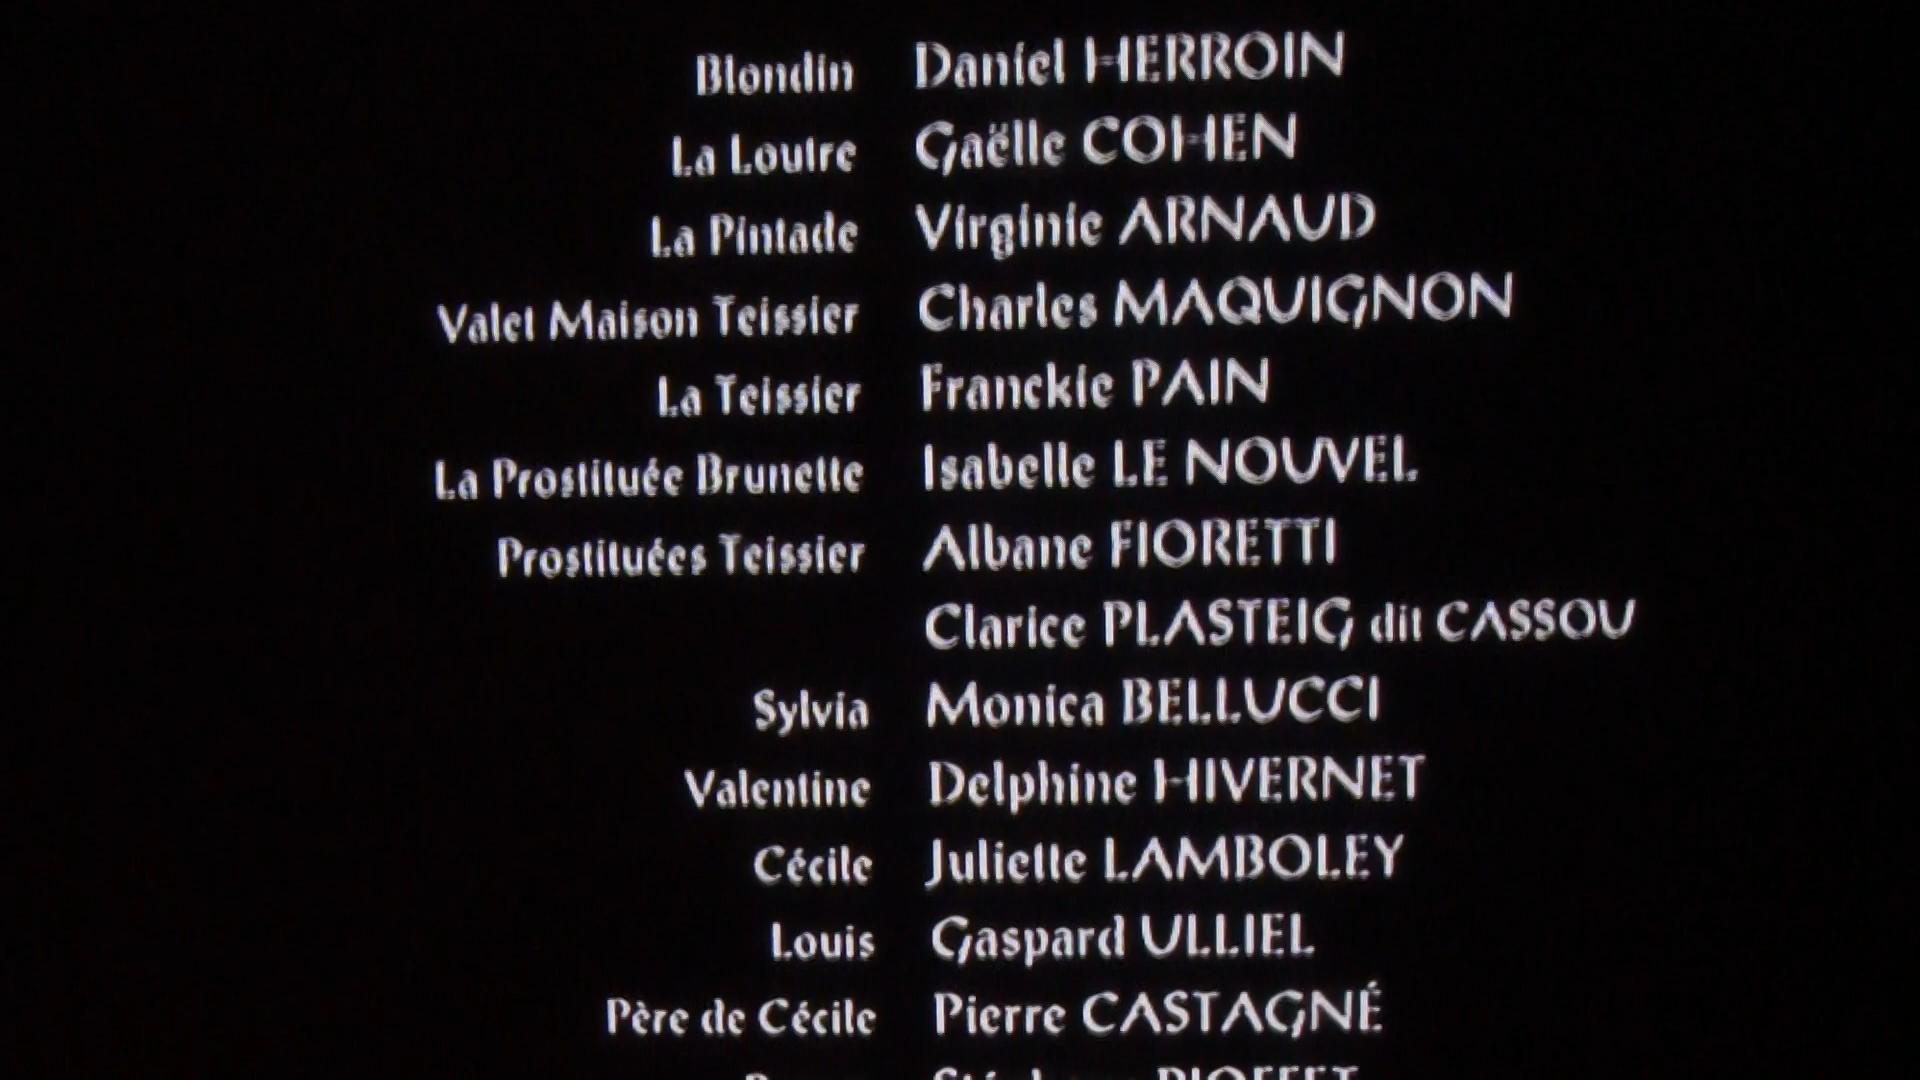 Blondin Daniel HERROIN
La Loutre Gaëlle COHEN
La Pintade Virginie ARNAUD
Valet Maison Teissier Charles MAQUIGNON
La Teissier Franckie PAIN
La Prostituée Brunette Isabelle LE NOUVEL
Prostituées Teissier Albane FIORETTI
Clarice PLASTEIG dit CASSOU
Sylvia Monica BELLUCCI
Valentine Delphine HIVERNET
Cécile Juliette LAMBOLEY
Louis Gaspard ULLIEL
Père de Cécile Pierre CASTAGNÉ